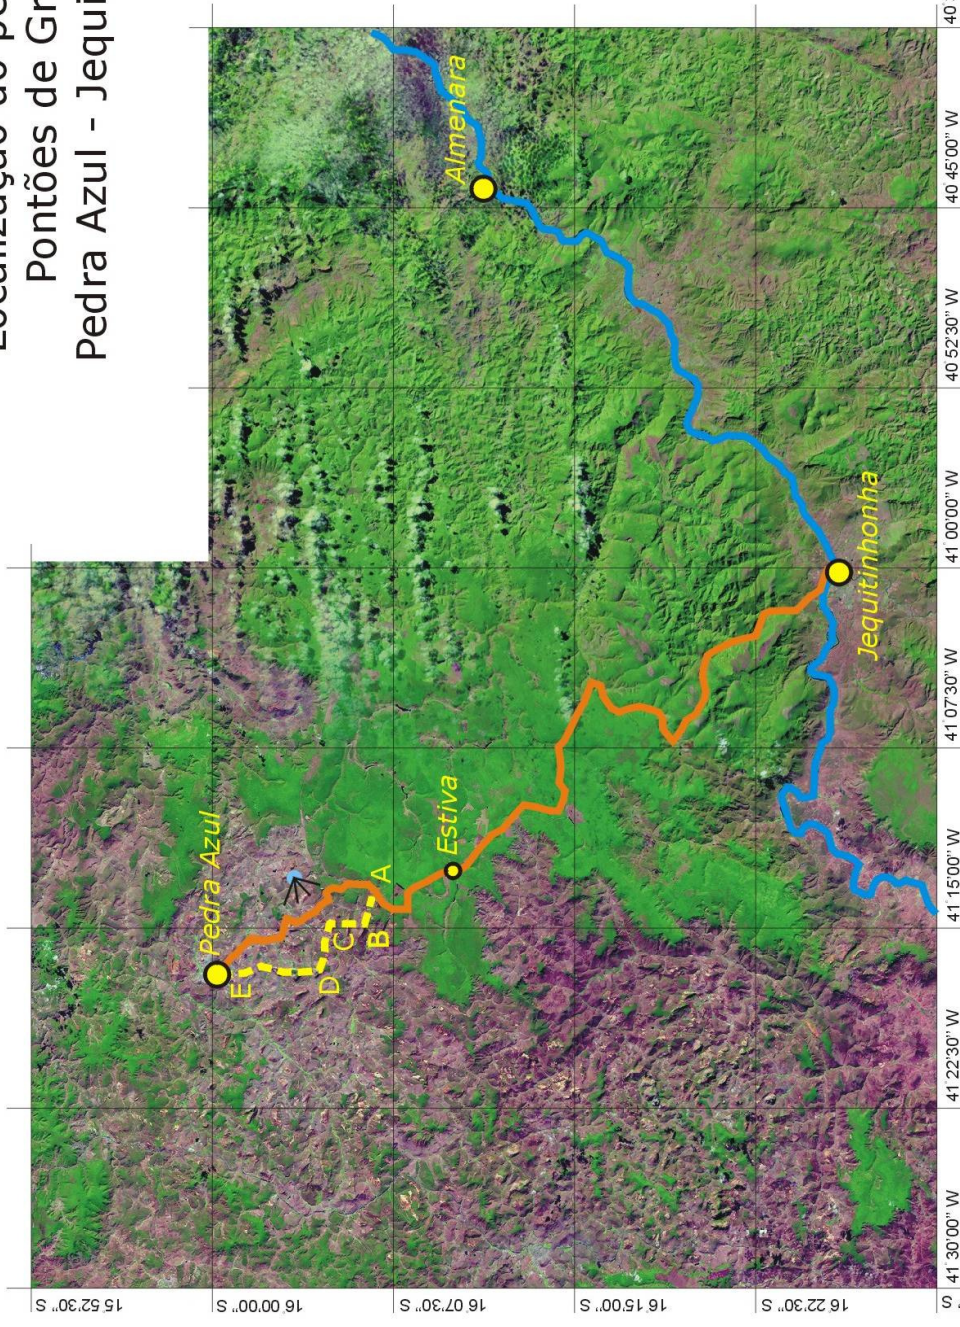 Pontões de Gr
Pedra Azul - Jequi
Pedra Azul
Almenara
Estiva
Jequitinhonha
A
B
C
D
E
15°52'30" S
16°00'00" S
16°07'30" S
16°15'00" S
16°22'30" S
41°30'00" W
41°22'30" W
41°15'00" W
41°07'30" W
41°00'00" W
40°52'30" W
40°45'00" W